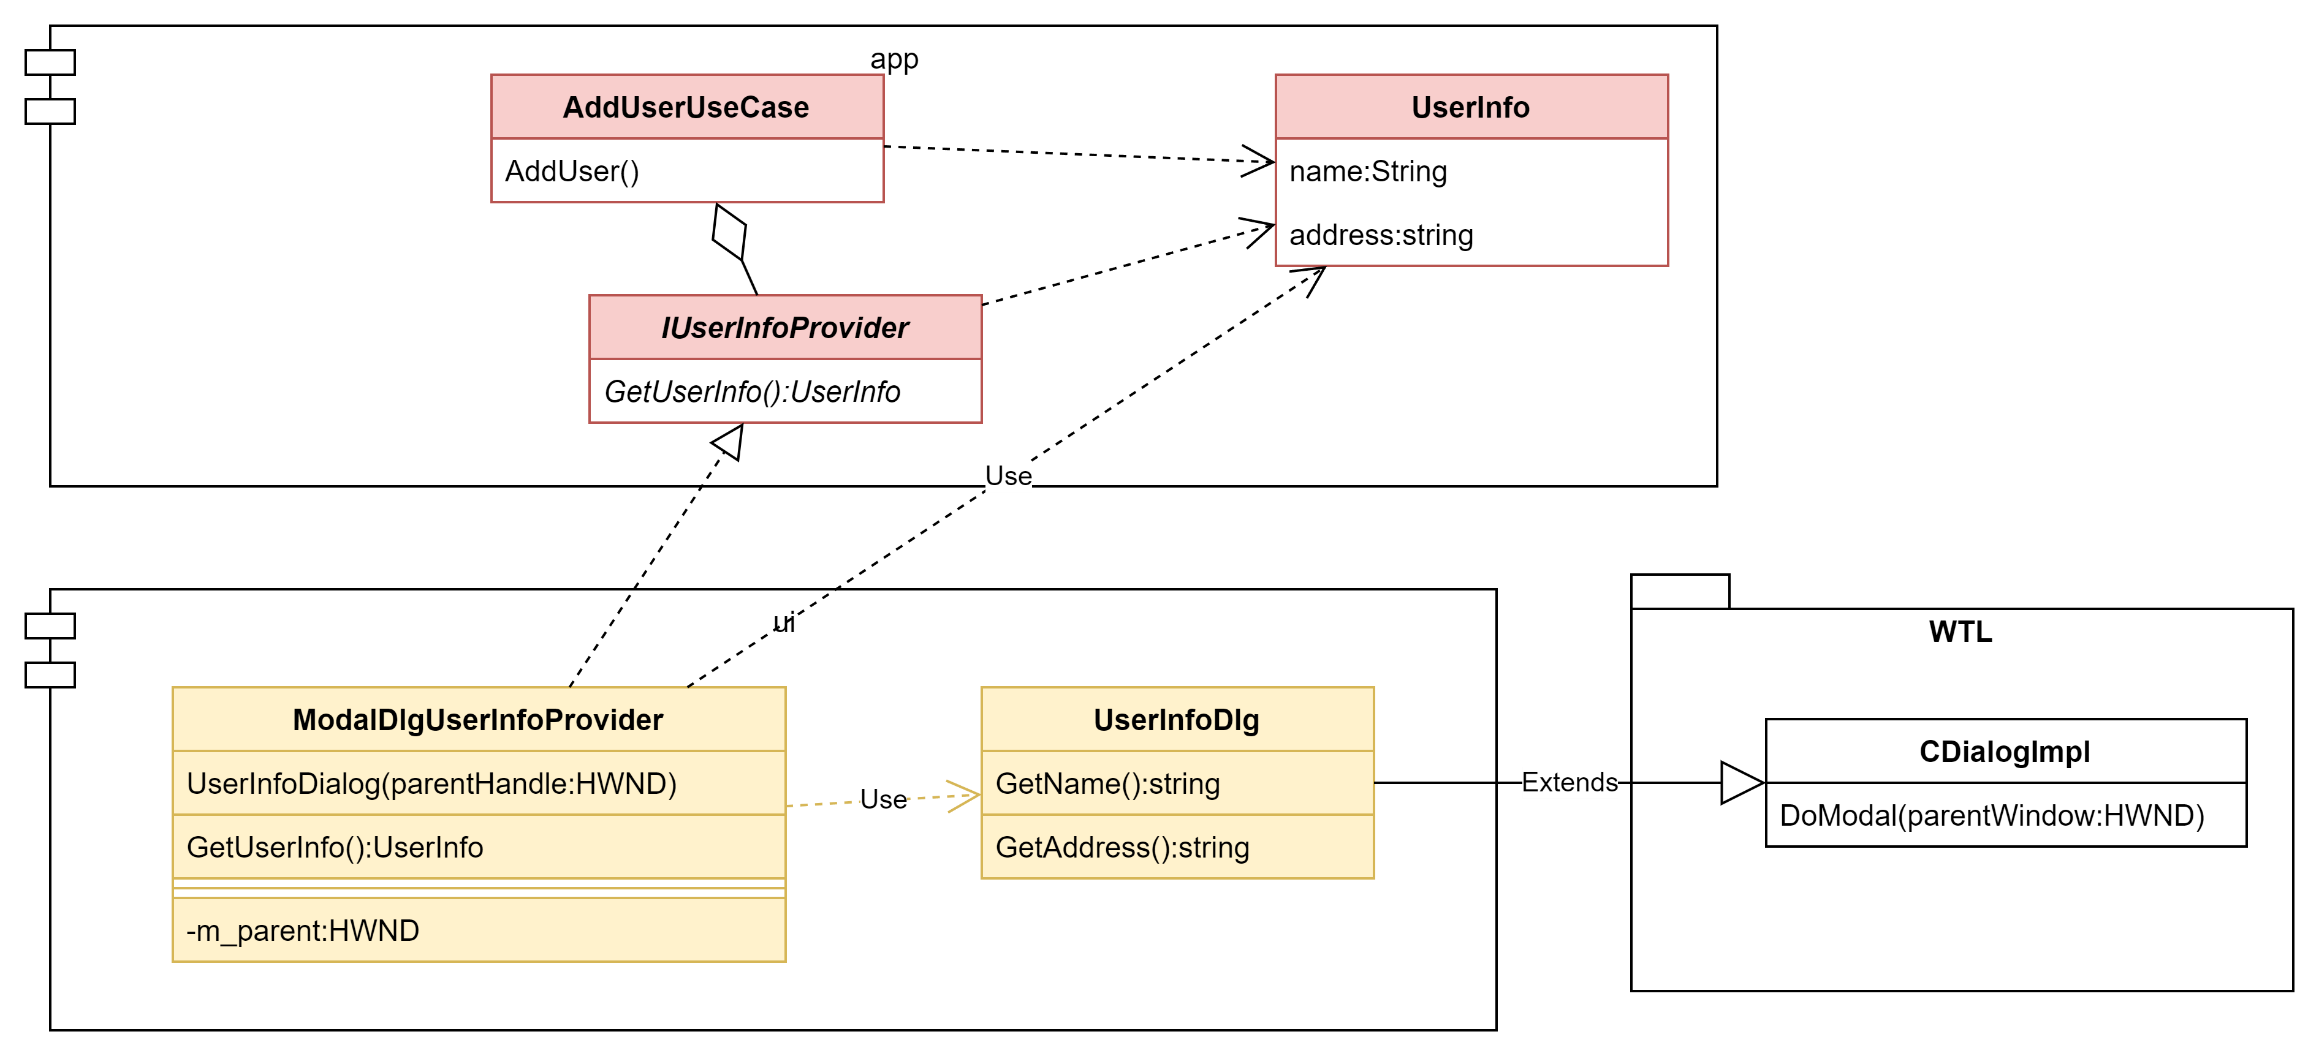 app
AddUserUseCase
AddUser()
UserInfo
name:String
address:string
IUserInfoProvider
GetUserInfo():UserInfo
Use
ui
ModalDlgUserInfoProvider
UserInfoDialog(parentHandle:HWND)
GetUserInfo():UserInfo
-m_parent:HWND
Use
UserInfoDlg
GetName():string
GetAddress():string
Extends
WTL
CDialogImpl
DoModal(parentWindow:HWND)